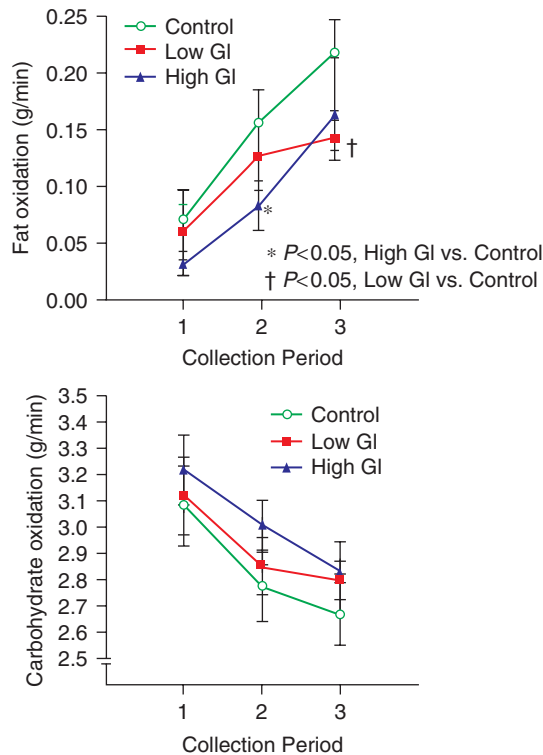 Control
Low GI
High GI
Fat oxidation (g/min)
0.25
0.20
0.15
0.10
0.05
0.00
†
*
* P<0.05, High GI vs. Control
† P<0.05, Low GI vs. Control
1 2 3
Collection Period
Control
Low GI
High GI
Carbohydrate oxidation (g/min)
3.5
3.4
3.3
3.2
3.1
3.0
2.9
2.8
2.7
2.6
2.5
1 2 3
Collection Period